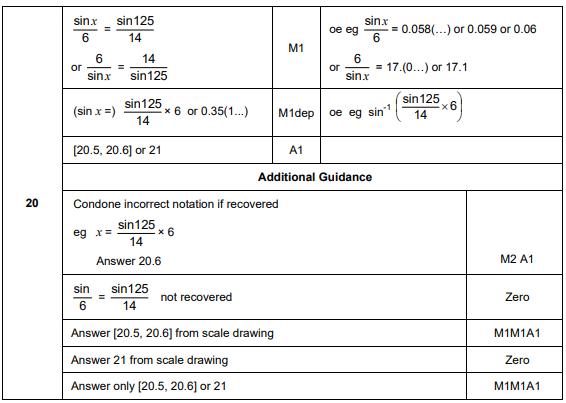 sin x / 6 = sin125 / 14
or 6 / sin x = 14 / sin125
M1
oe eg sin x / 6 = 0.058(…) or 0.059 or 0.06
or 6 / sin x = 17.(0…) or 17.1
(sin x =) sin125 / 14 × 6 or 0.35(1...)
M1dep
oe eg sin⁻¹ (sin125 / 14 × 6)
[20.5, 20.6] or 21
A1
20
Additional Guidance
Condone incorrect notation if recovered
eg x = sin125 / 14 × 6
Answer 20.6
M2 A1
sin / 6 = sin125 / 14 not recovered
Zero
Answer [20.5, 20.6] from scale drawing
M1M1A1
Answer 21 from scale drawing
Zero
Answer only [20.5, 20.6] or 21
M1M1A1